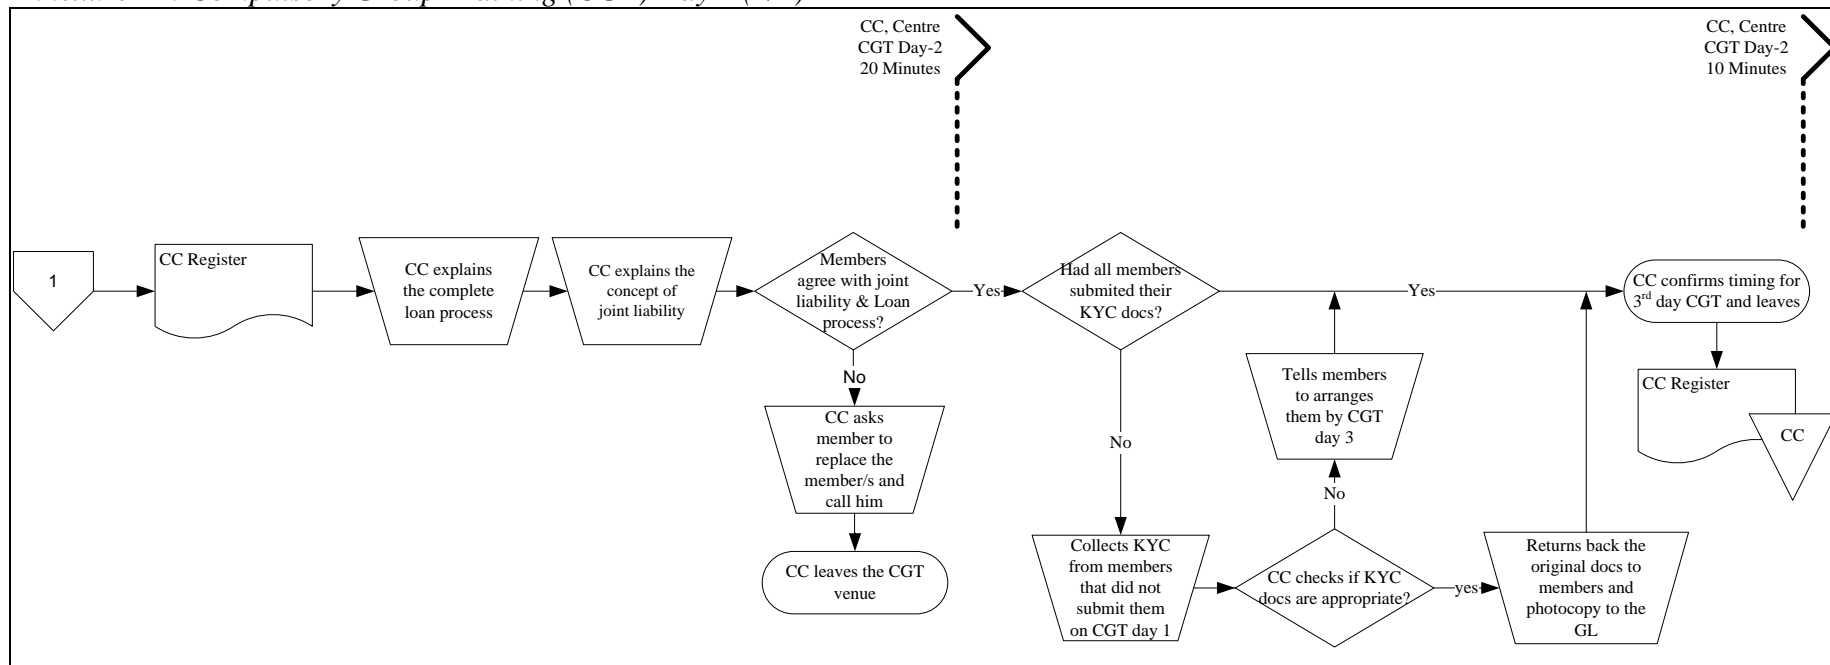 CC, Centre
CGT Day-2
20 Minutes
CC, Centre
CGT Day-2
10 Minutes
1
CC Register
CC explains
the complete
loan process
CC explains the
concept of
joint liability
Members
agree with joint
liability & Loan
process?
Yes
Had all members
submited their
KYC docs?
Yes
CC confirms timing for
3rd day CGT and leaves
No
CC asks
member to
replace the
member/s and
call him
CC leaves the CGT
venue
No
Collects KYC
from members
that did not
submit them
on CGT day 1
CC checks if KYC
docs are appropriate?
No
Tells members
to arranges
them by CGT
day 3
yes
Returns back the
original docs to
members and
photocopy to the
GL
CC Register
CC